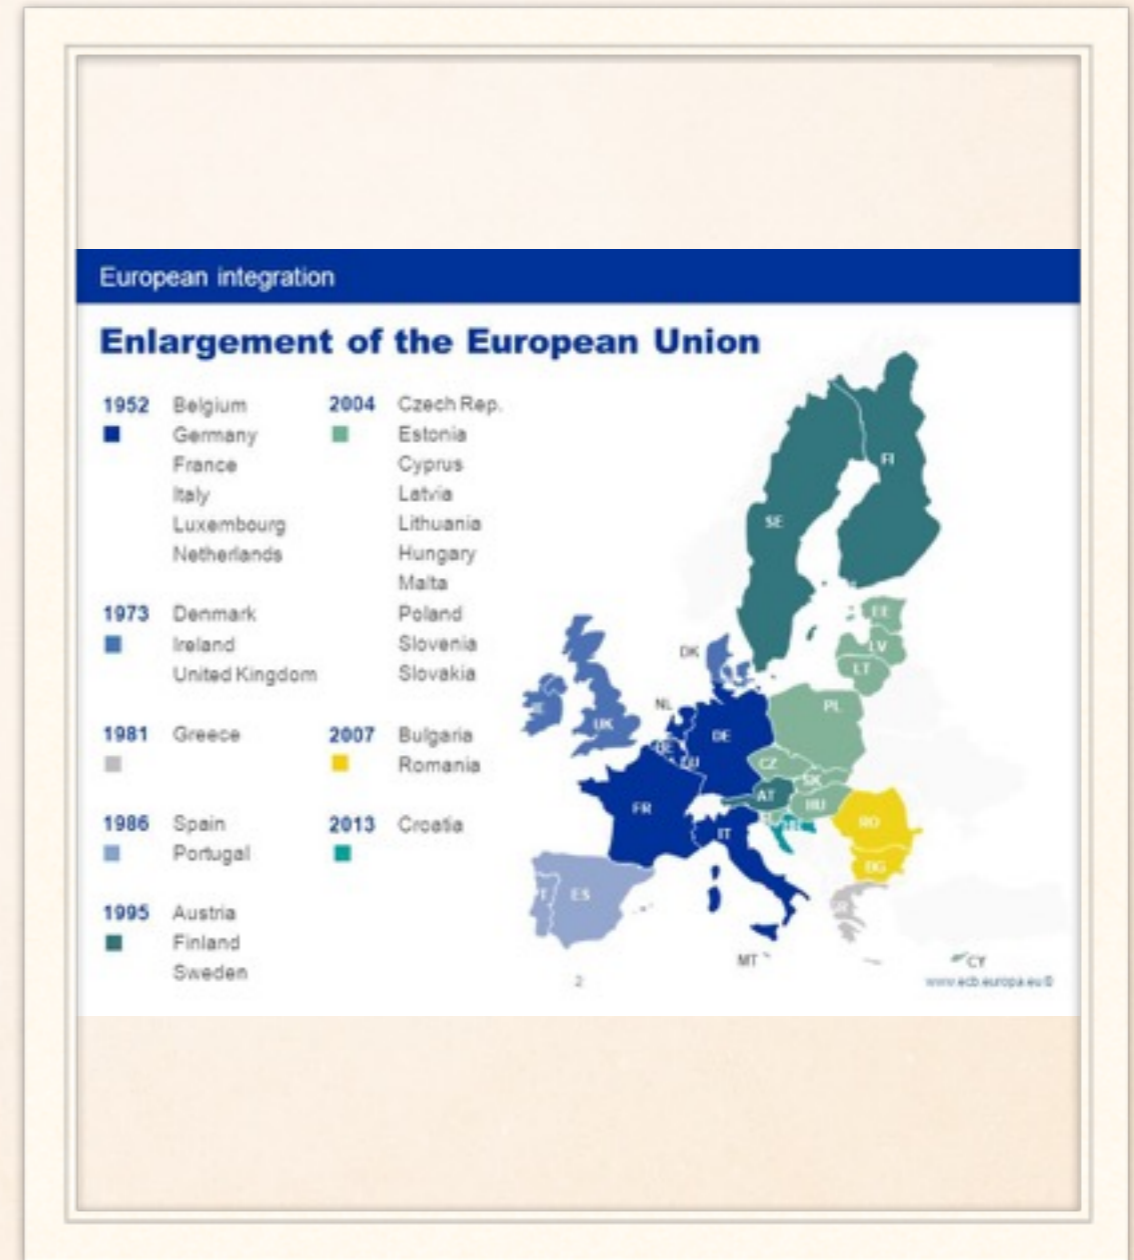 European integration
Enlargement of the European Union
1952 Belgium
Germany
France
Italy
Luxembourg
Netherlands
1973 Denmark
Ireland
United Kingdom
1981 Greece
1986 Spain
Portugal
1995 Austria
Finland
Sweden
2004 Czech Rep.
Estonia
Cyprus
Latvia
Lithuania
Hungary
Malta
Poland
Slovenia
Slovakia
2007 Bulgaria
Romania
2013 Croatia
FI
SE
EE
LV
LT
DK
IE
UK
NL
PL
DE
BE
LU
CZ
SK
AT
HU
FR
IT
RO
BG
ES
MT
CY
2
www.ecb.europa.eu ©